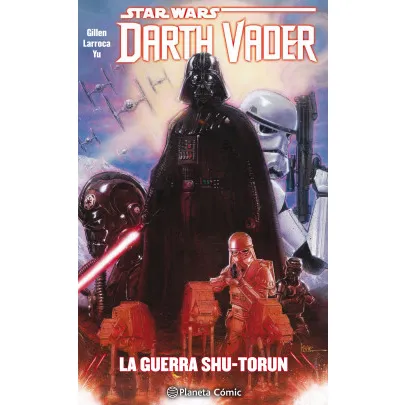 STAR WARS
DARTH VADER
Gillen
Larroca
Yu
LA GUERRA SHU-TORUN
Planeta Cómic